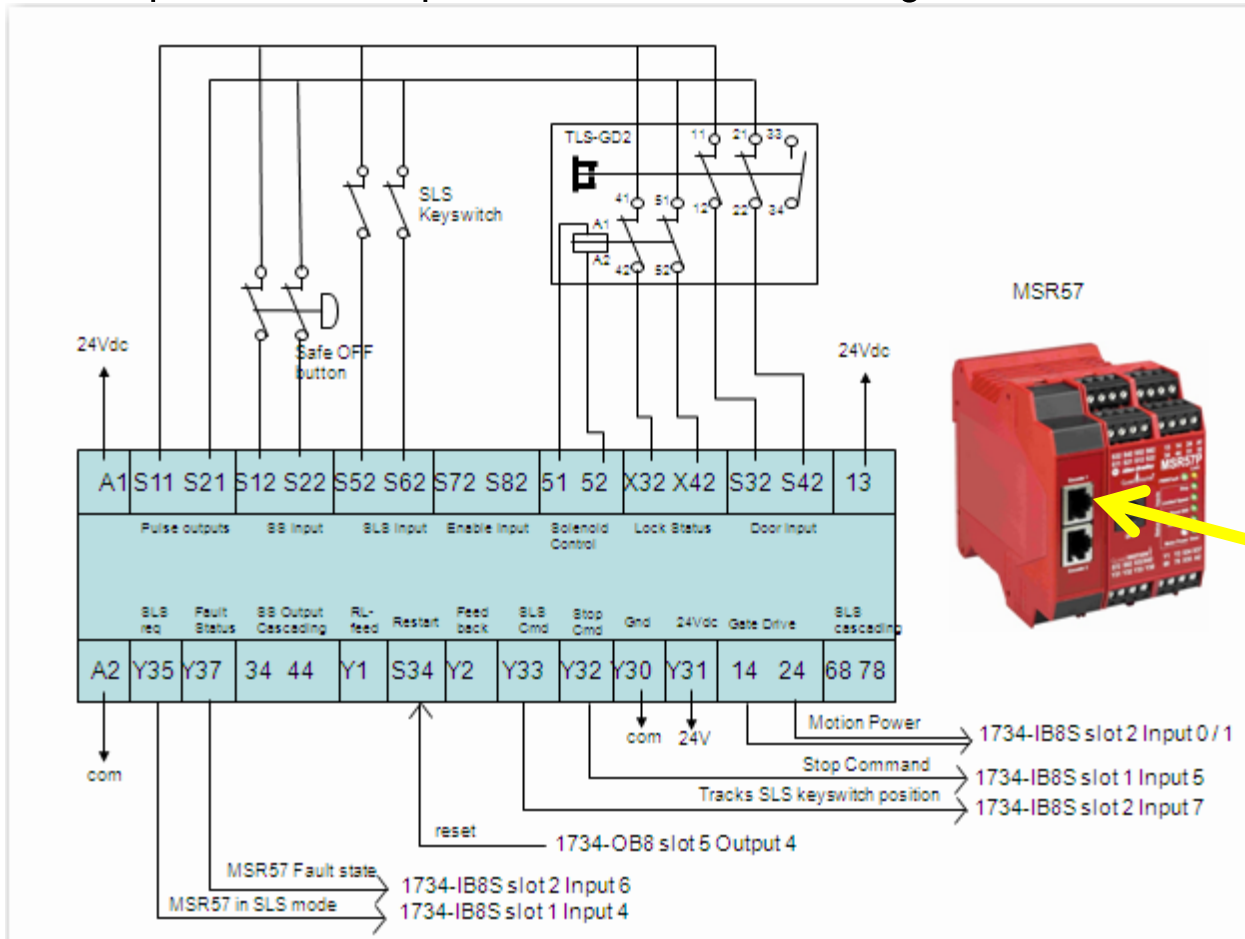 TLS-GD2
11
21
33
41
51
12
22
34
A1
A2
42
52
SLS
Keyswitch
MSR57
24Vdc
Safe OFF
button
24Vdc
A1 S11 S21 S12 S22 S52 S62 S72 S82 51 52 X32 X42 S32 S42 13
Pulse outputs SS Input SLS Input Enable Input Solenoid Control Lock Status Door Input
MSR57P
SLS req Fault Status SS Output Cascading RL-feed Restart Feed back SLS Cmd Stop Cmd Gnd 24Vdc Gate Drive SLS cascading
A2 Y35 Y37 34 44 Y1 S34 Y2 Y33 Y32 Y30 Y31 14 24 68 78
Motion Power
1734-IB8S slot 2 Input 0 / 1
com 24V
com
Stop Command
1734-IB8S slot 1 Input 5
Tracks SLS keyswitch position
1734-IB8S slot 2 Input 7
reset
1734-OB8 slot 5 Output 4
MSR57 Fault state
1734-IB8S slot 2 Input 6
MSR57 in SLS mode
1734-IB8S slot 1 Input 4